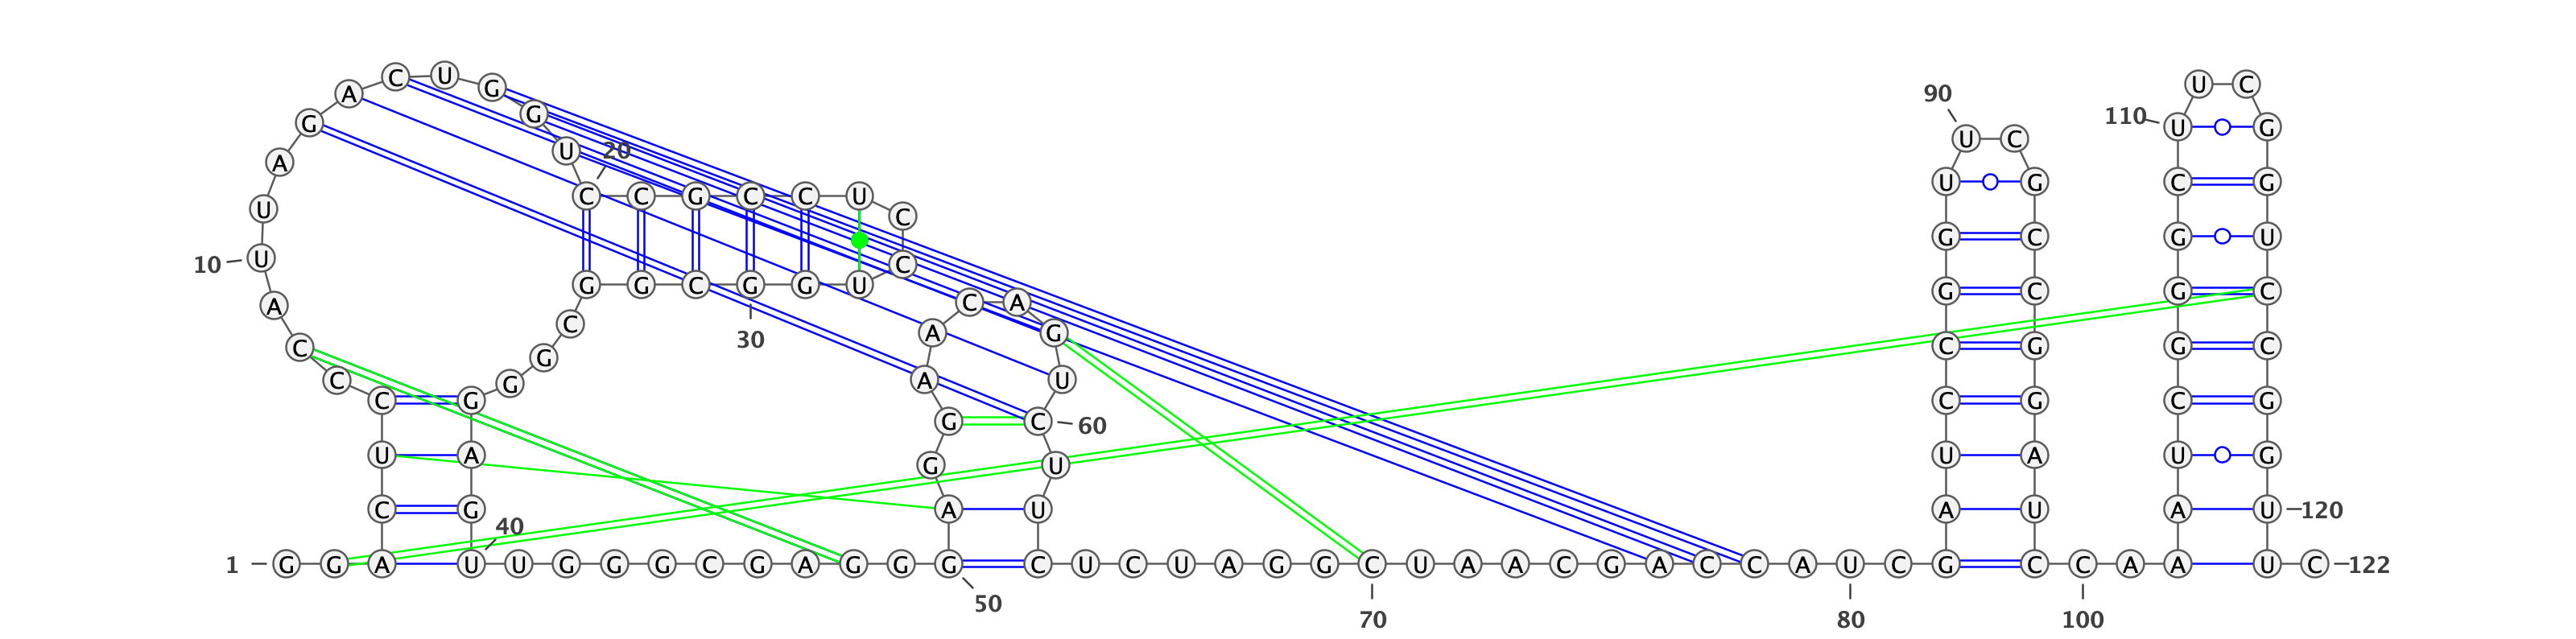 1
G G A C U C C C A
10
U U A G A C U G G U
20
C C G C C U C C U G
30
G C G G C G G G A G
40
U U G G G C G A G G
50
G A G G A A C A G U
60
C U U C U C U A G G
70
C U A A C G A C C A
80
U C G A U C C G G U
90
U C G C C G G A U C
100
C A A A U C G G G C
110
U U C G G U C C G G
120
U U C
122